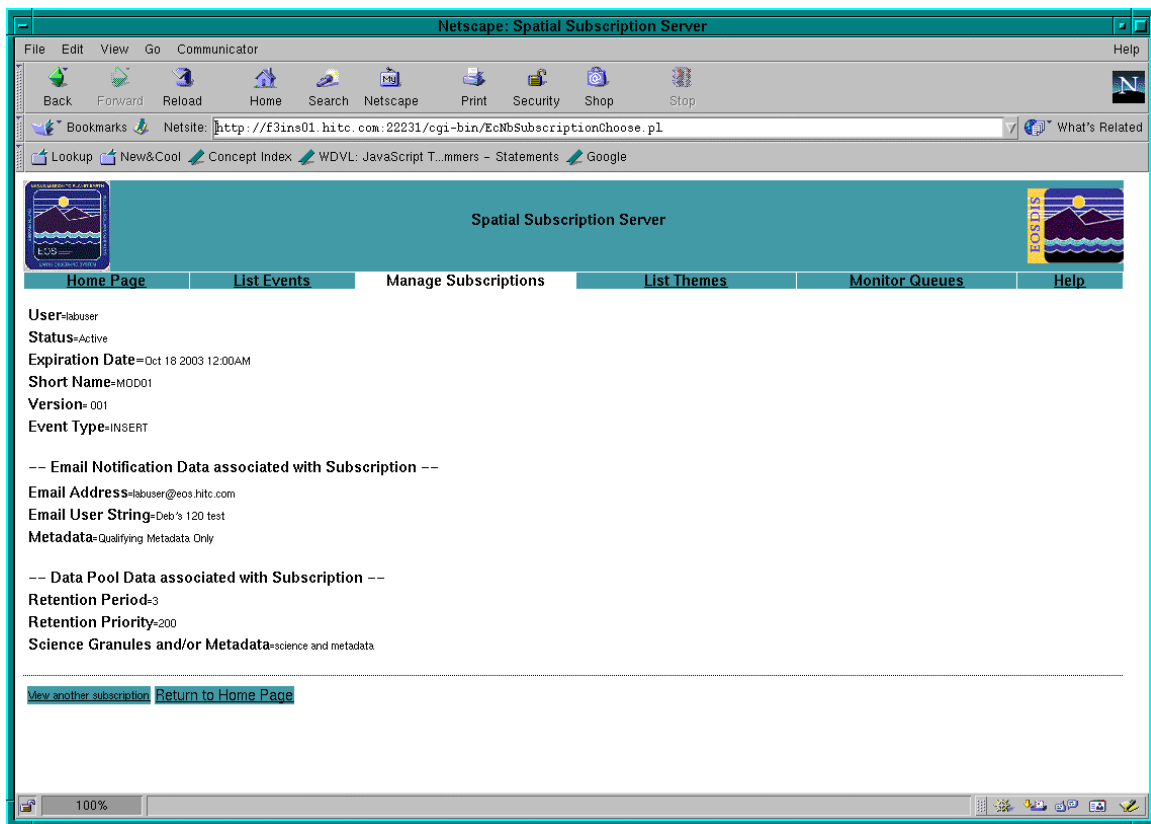 Netscape: Spatial Subscription Server
File Edit View Go Communicator Help
Back Forward Reload Home Search Netscape Print Security Shop Stop
My
N
Bookmarks Netsite: http://f3ins01.hitc.com:22231/cgi-bin/EcNbSubscriptionChoose.pl What's Related
Lookup New&Cool Concept Index WDVL: JavaScript T...mmers - Statements Google
EOS
Spatial Subscription Server
EOSDIS
Home Page List Events Manage Subscriptions List Themes Monitor Queues Help
User=labuser
Status=Active
Expiration Date=Oct 18 2003 12:00AM
Short Name=MOD01
Version= 001
Event Type=INSERT
-- Email Notification Data associated with Subscription --
Email Address=labuser@eos.hitc.com
Email User String=Deb's 120 test
Metadata=Qualifying Metadata Only
-- Data Pool Data associated with Subscription --
Retention Period=3
Retention Priority=200
Science Granules and/or Metadata=science and metadata
View another subscription Return to Home Page
100%